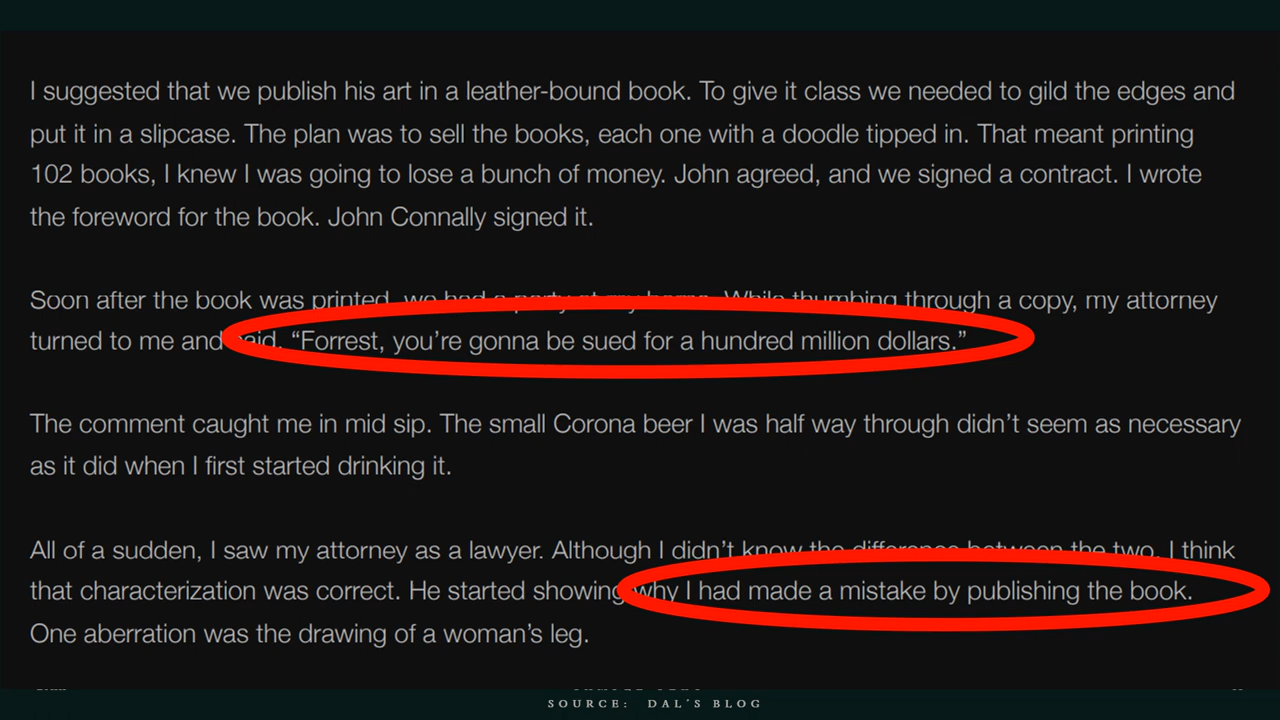 I suggested that we publish his art in a leather-bound book. To give it class we needed to gild the edges and
put it in a slipcase. The plan was to sell the books, each one with a doodle tipped in. That meant printing
102 books, I knew I was going to lose a bunch of money. John agreed, and we signed a contract. I wrote
the foreword for the book. John Connally signed it.
Soon after the book was printed, we had a party at my home. While thumbing through a copy, my attorney
turned to me and said. “Forrest, you’re gonna be sued for a hundred million dollars.”
The comment caught me in mid sip. The small Corona beer I was half way through didn’t seem as necessary
as it did when I first started drinking it.
All of a sudden, I saw my attorney as a lawyer. Although I didn’t know the difference between the two, I think
that characterization was correct. He started showing why I had made a mistake by publishing the book.
One aberration was the drawing of a woman’s leg.
SOURCE: DAL'S BLOG